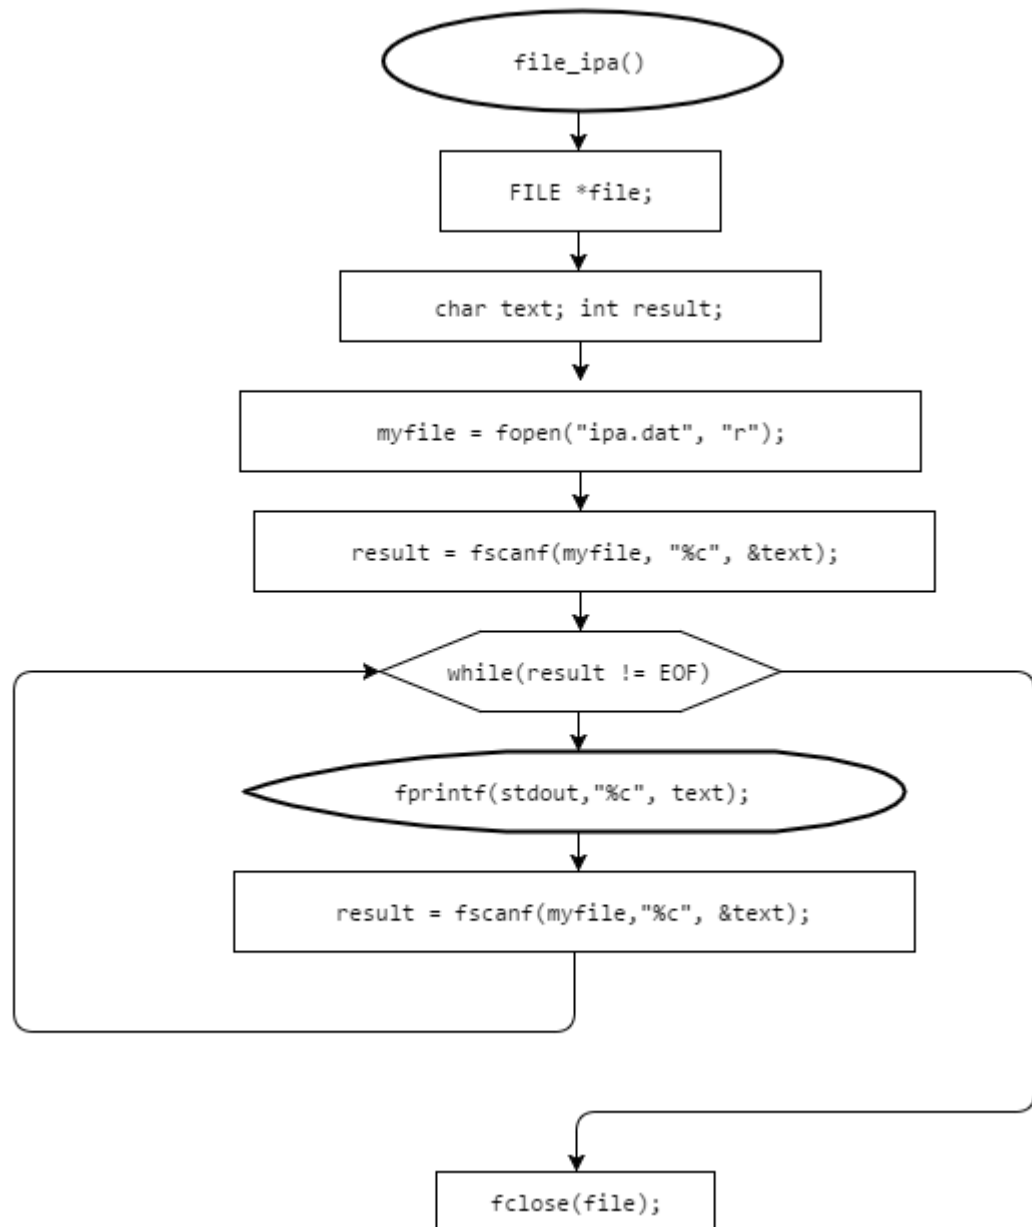 file_ipa()
FILE *file;
char text; int result;
myfile = fopen("ipa.dat", "r");
result = fscanf(myfile, "%c", &text);
while(result != EOF)
fprintf(stdout,"%c", text);
result = fscanf(myfile,"%c", &text);
fclose(file);